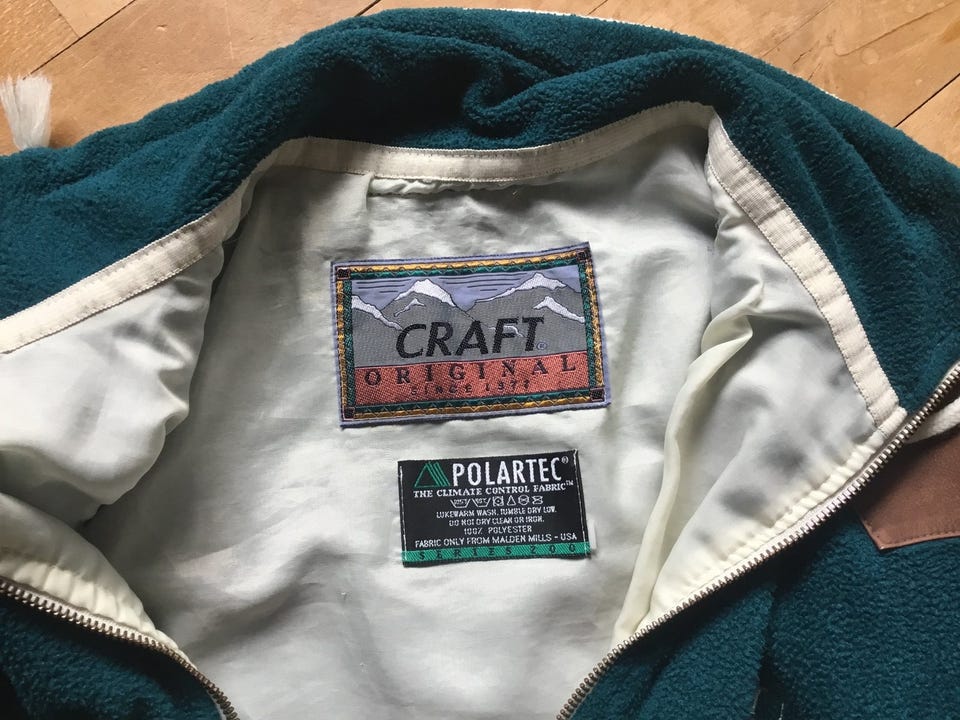 CRAFT®
ORIGINAL
SINCE 1977
POLARTEC®
THE CLIMATE CONTROL FABRIC™
LUKEWARM WASH, TUMBLE DRY LOW.
DO NOT DRY CLEAN OR IRON.
100% POLYESTER
FABRIC ONLY FROM MALDEN MILLS - USA
SERIES 200